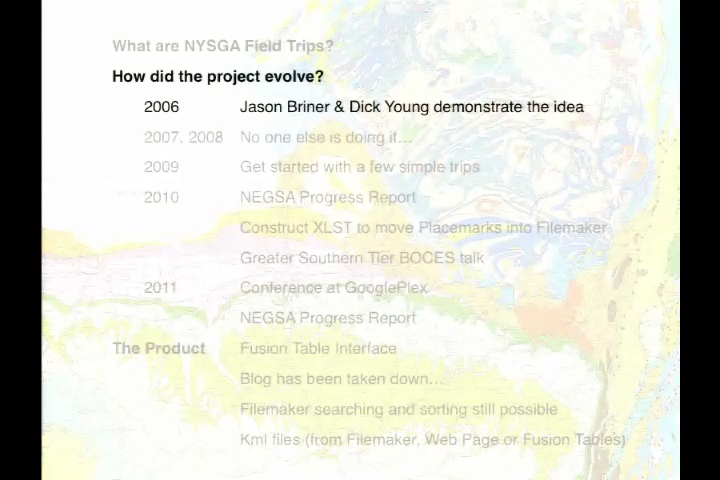 What are NYSGA Field Trips?
How did the project evolve?
2006 Jason Briner & Dick Young demonstrate the idea
2007, 2008 No one else is doing it...
2009 Get started with a few simple trips
2010 NEGSA Progress Report
Construct XLST to move Placemarks into Filemaker
Greater Southern Tier BOCES talk
2011 Conference at GooglePlex
NEGSA Progress Report
The Product Fusion Table Interface
Blog has been taken down...
Filemaker searching and sorting still possible
Kml files (from Filemaker, Web Page or Fusion Tables)